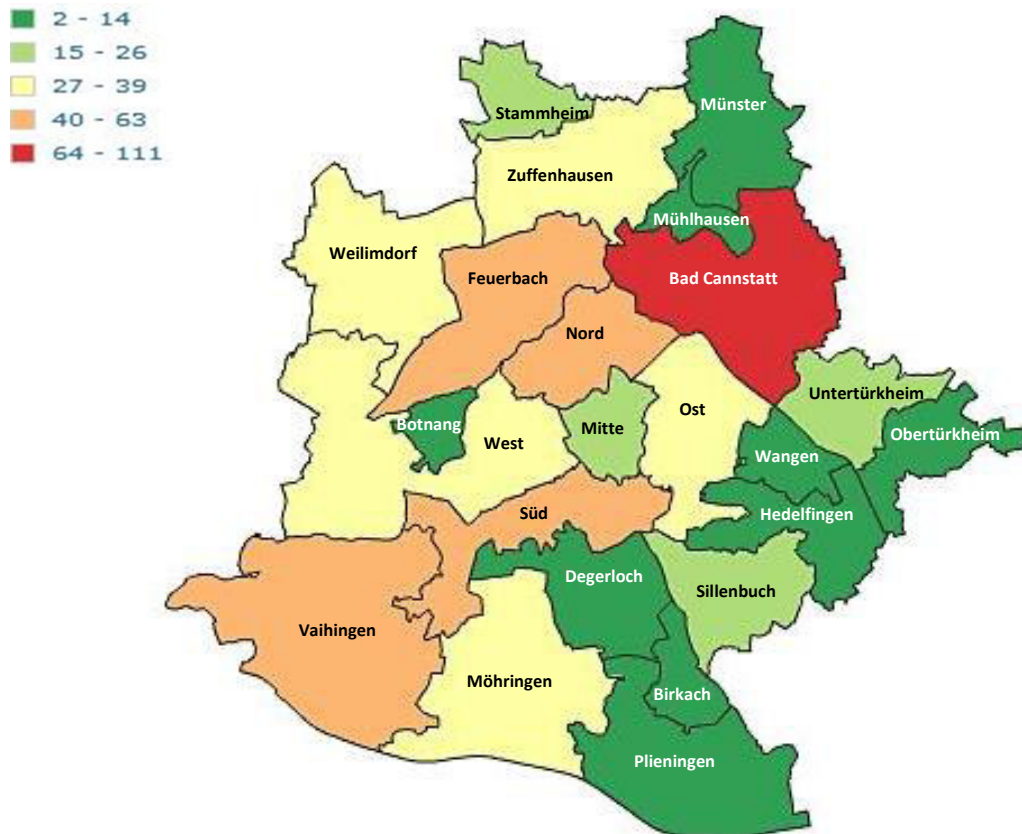 2 - 14
15 - 26
27 - 39
40 - 63
64 - 111
Münster
Stammheim
Zuffenhausen
Mühlhausen
Weilimdorf
Feuerbach
Bad Cannstatt
Nord
Untertürkheim
Ost
Botnang
Mitte
Obertürkheim
West
Wangen
Süd
Hedelfingen
Degerloch
Sillenbuch
Vaihingen
Möhringen
Birkach
Plieningen